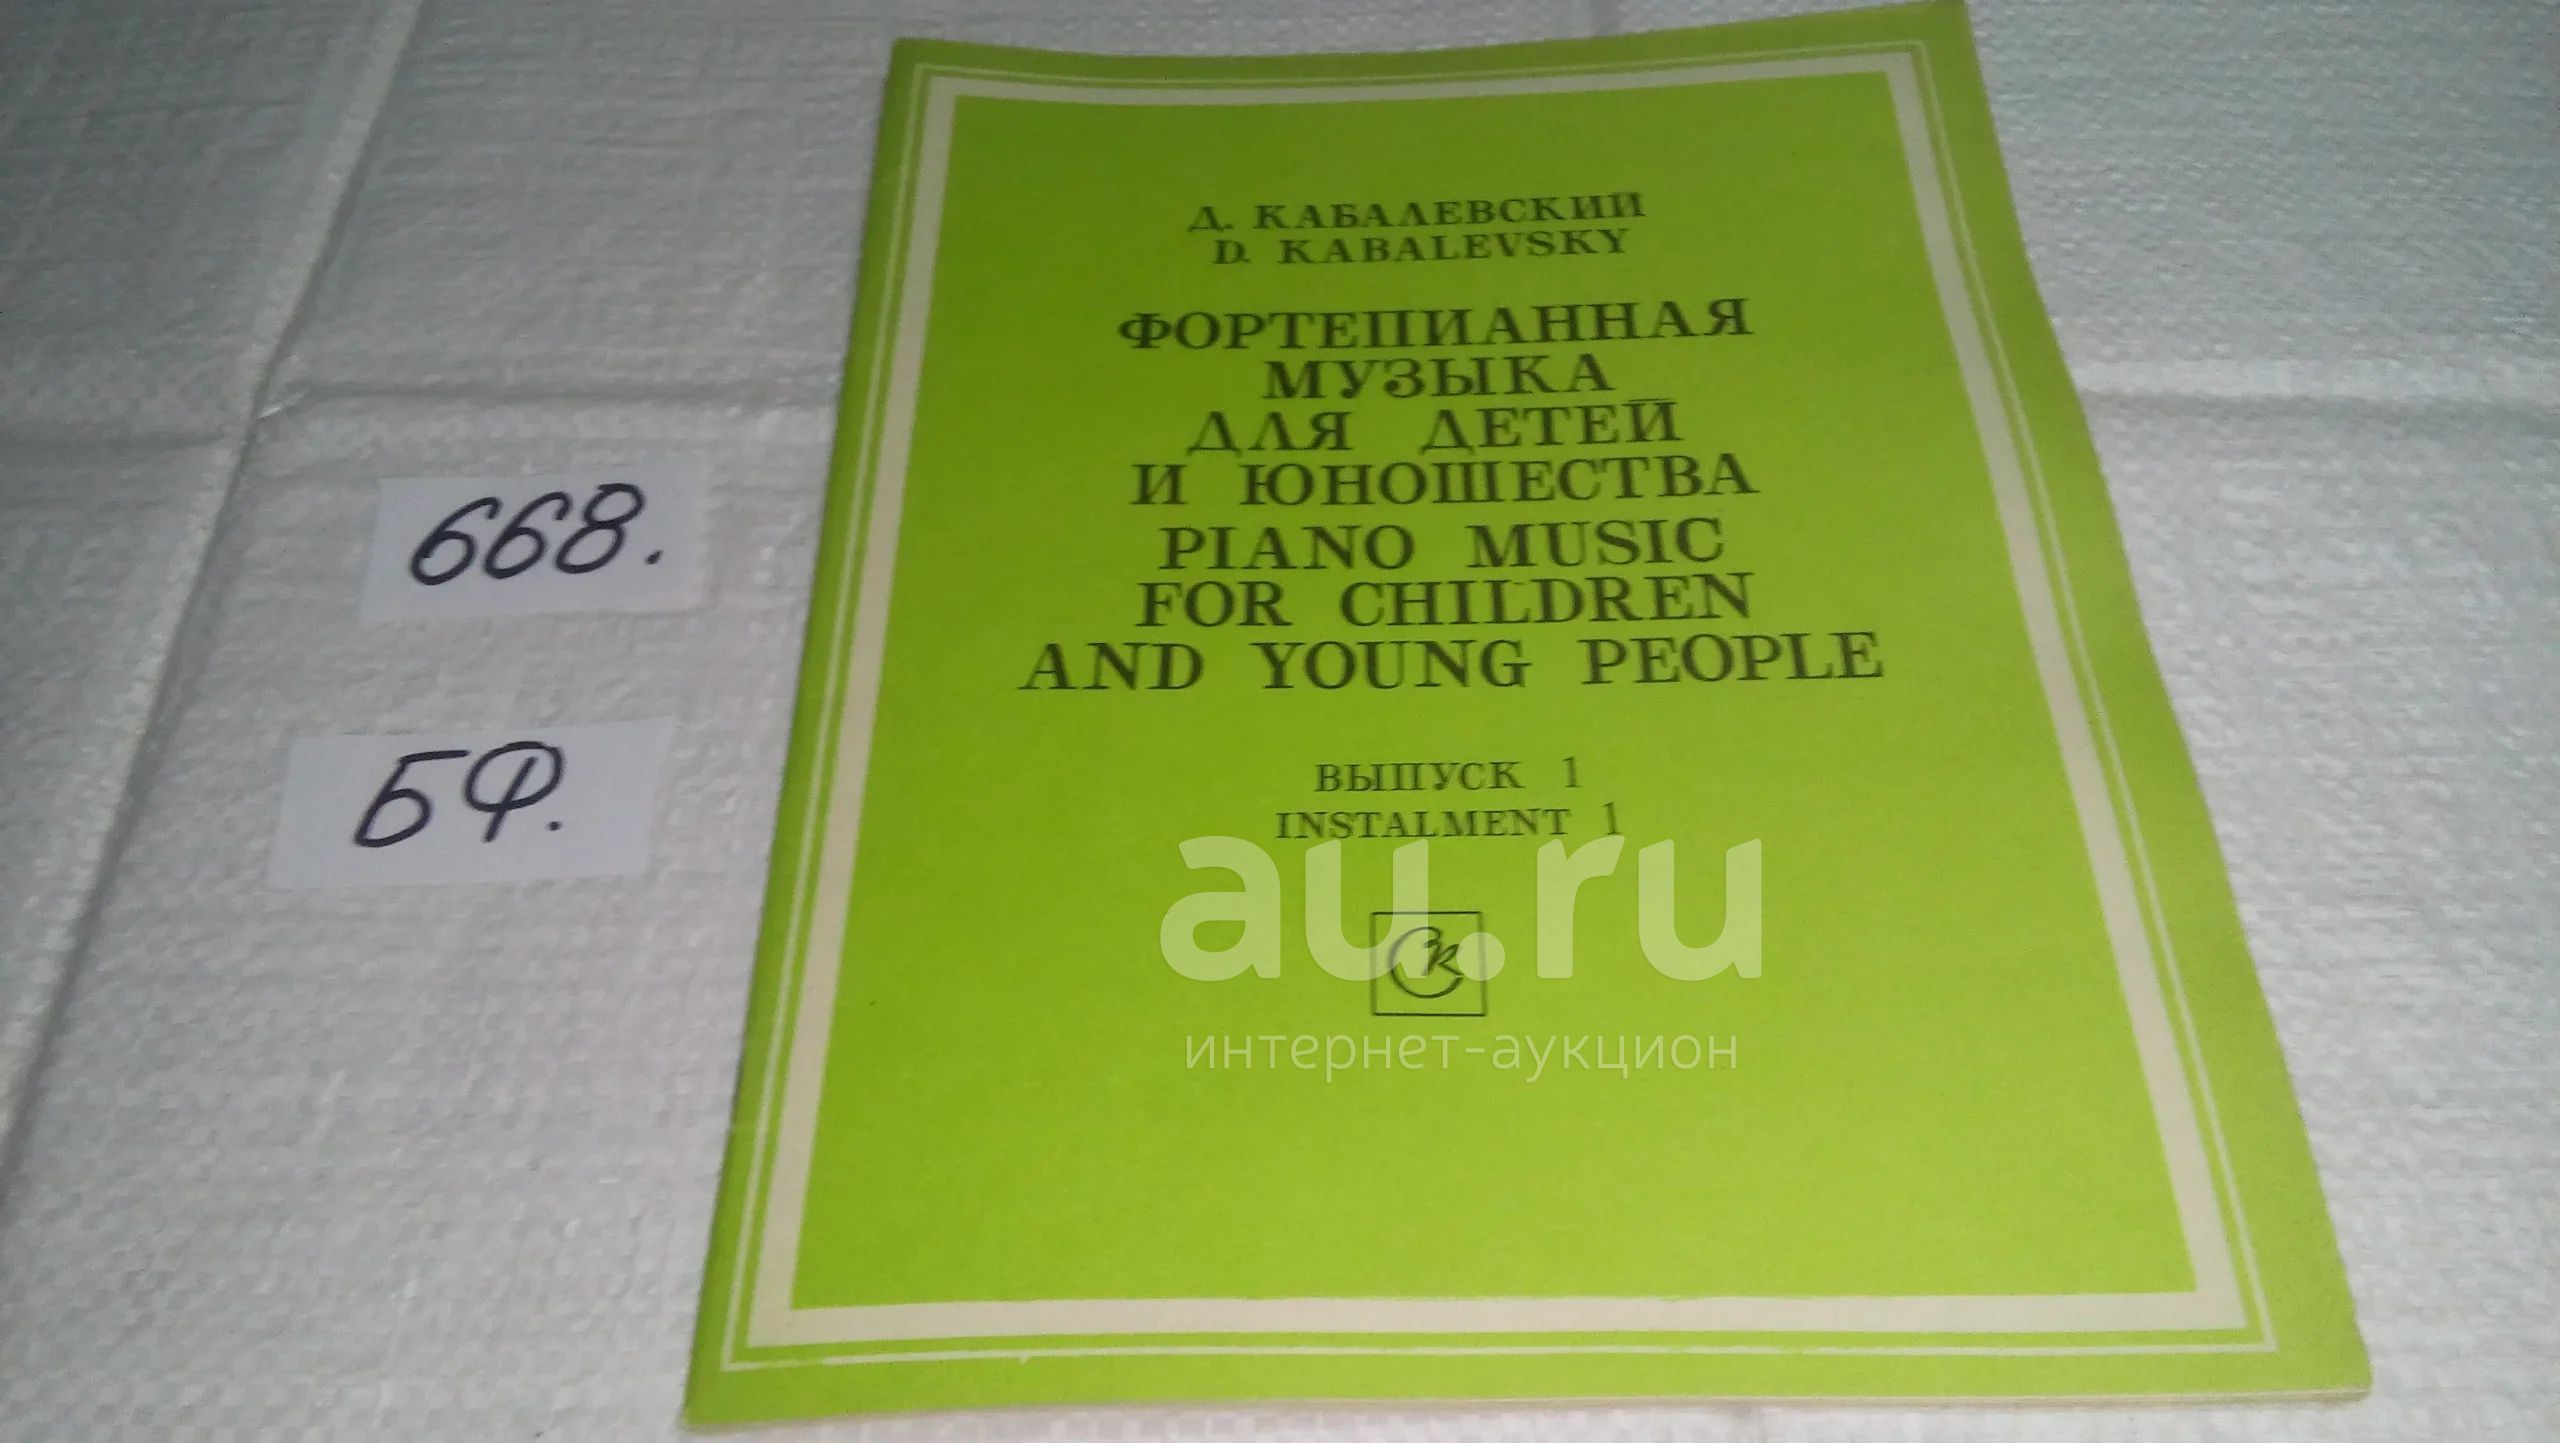 Д. КАБАЛЕВСКИЙ
D. KABALEVSKY
ФОРТЕПИАННАЯ
МУЗЫКА
ДЛЯ ДЕТЕЙ
И ЮНОШЕСТВА
PIANO MUSIC
FOR CHILDREN
AND YOUNG PEOPLE
ВЫПУСК 1
INSTALMENT 1
668.
БФ.
au.ru
интернет-аукцион